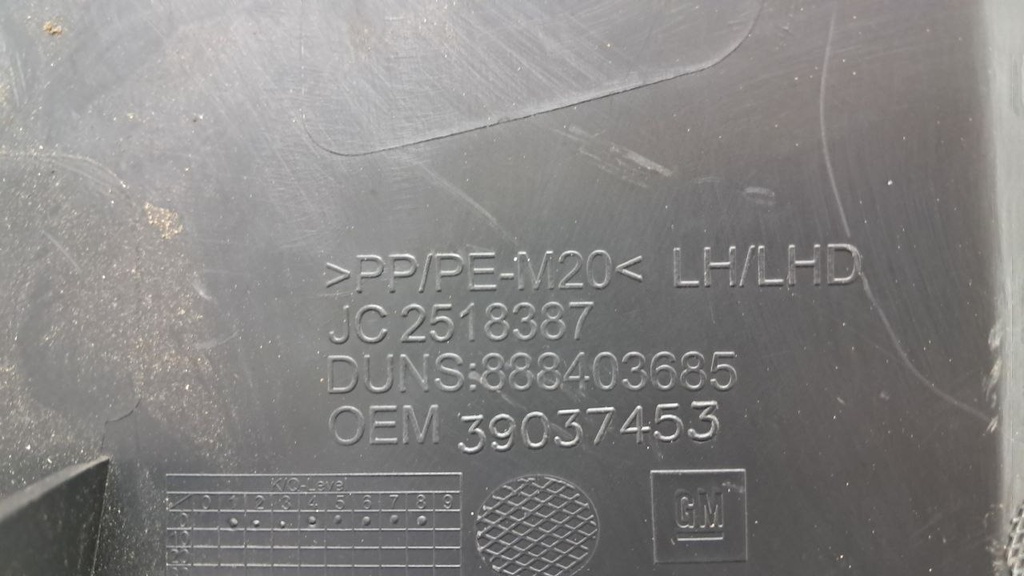 >PP/PE-M20< LH/LHD
JC 2518387
DUNS:888403685
OEM 39037453
K/O-Level
0 1 2 3 4 5 6 7 8 9
GM